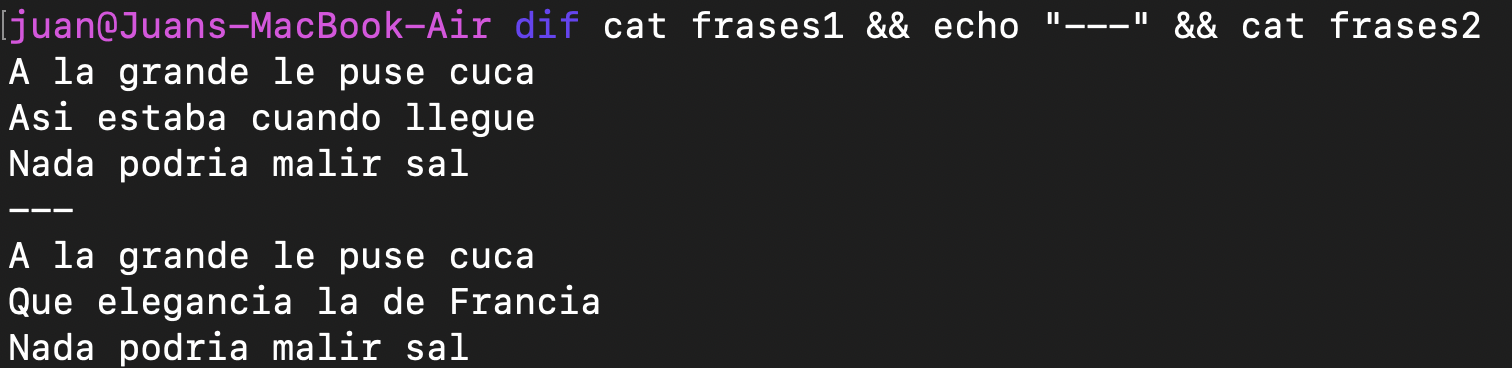 juan@Juans-MacBook-Air dif cat frases1 && echo "---" && cat frases2
A la grande le puse cuca
Asi estaba cuando llegue
Nada podria malir sal
---
A la grande le puse cuca
Que elegancia la de Francia
Nada podria malir sal